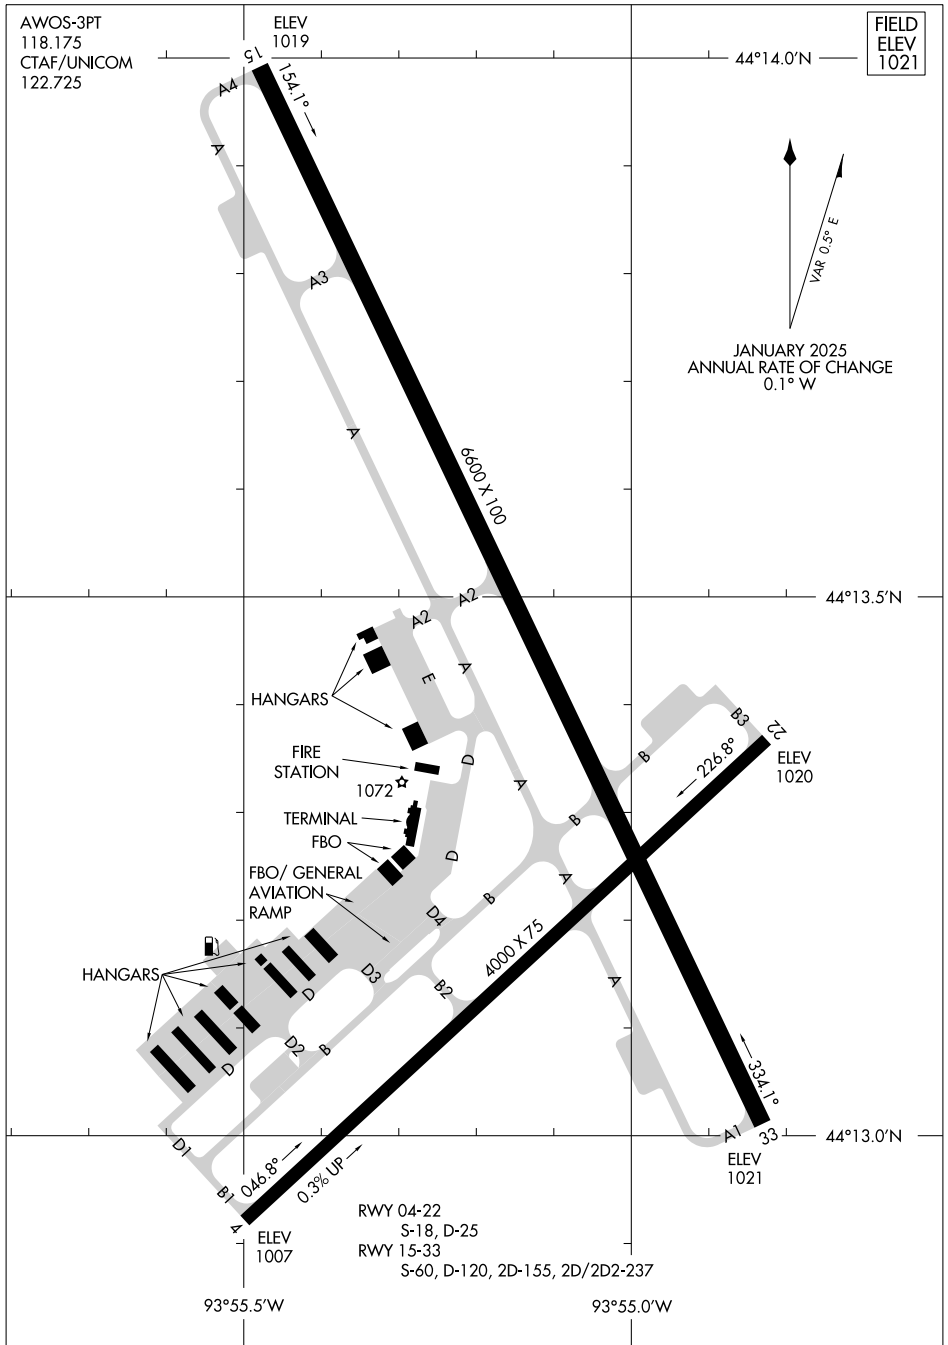 AWOS-3PT
118.175
CTAF/UNICOM
122.725
ELEV
1019
FIELD
ELEV
1021
44°14.0'N
15
154.1°
A4
A
VAR 0.5° E
A3
JANUARY 2025
ANNUAL RATE OF CHANGE
0.1° W
A
6600 X 100
44°13.5'N
A2
A2
A
E
HANGARS
B3
22
226.8°
ELEV
1020
FIRE
STATION
D
B
1072
A
TERMINAL
B
FBO
D
FBO/ GENERAL
AVIATION
RAMP
A
B
D4
4000 X 75
HANGARS
D3
B2
A
D
D2
B
D
334.1°
A1
33
44°13.0'N
D1
ELEV
1021
046.8°
0.3% UP
B1
4
ELEV
1007
RWY 04-22
S-18, D-25
RWY 15-33
S-60, D-120, 2D-155, 2D/2D2-237
93°55.5'W
93°55.0'W